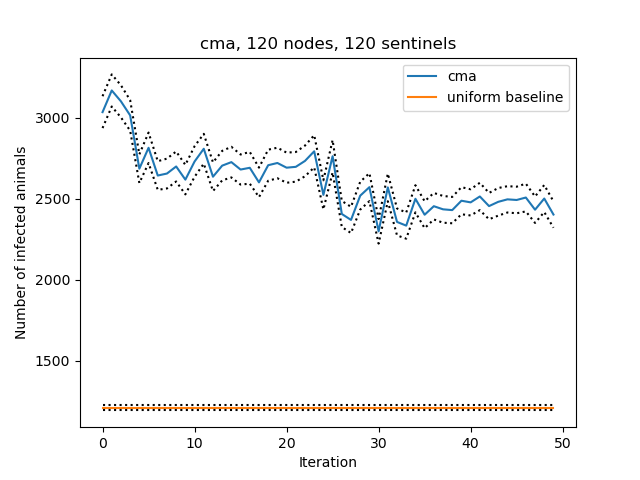 cma, 120 nodes, 120 sentinels
cma
uniform baseline
Number of infected animals
3000
2500
2000
1500
0 10 20 30 40 50
Iteration